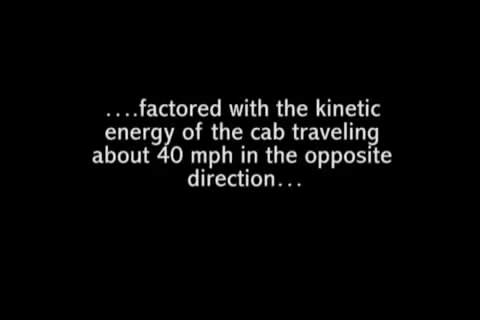 ....factored with the kinetic
energy of the cab traveling
about 40 mph in the opposite
direction...